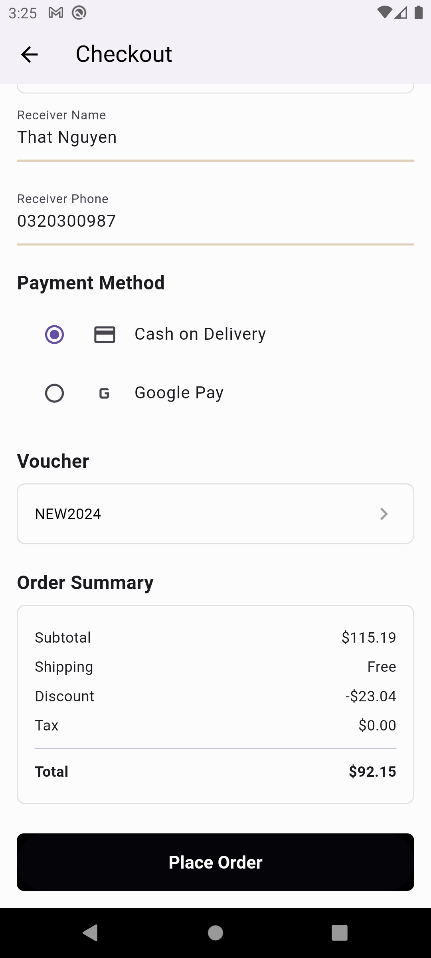 3:25
Checkout
Receiver Name
That Nguyen
Receiver Phone
0320300987
Payment Method
Cash on Delivery
G Google Pay
Voucher
NEW2024
Order Summary
Subtotal $115.19
Shipping Free
Discount -$23.04
Tax $0.00
Total $92.15
Place Order